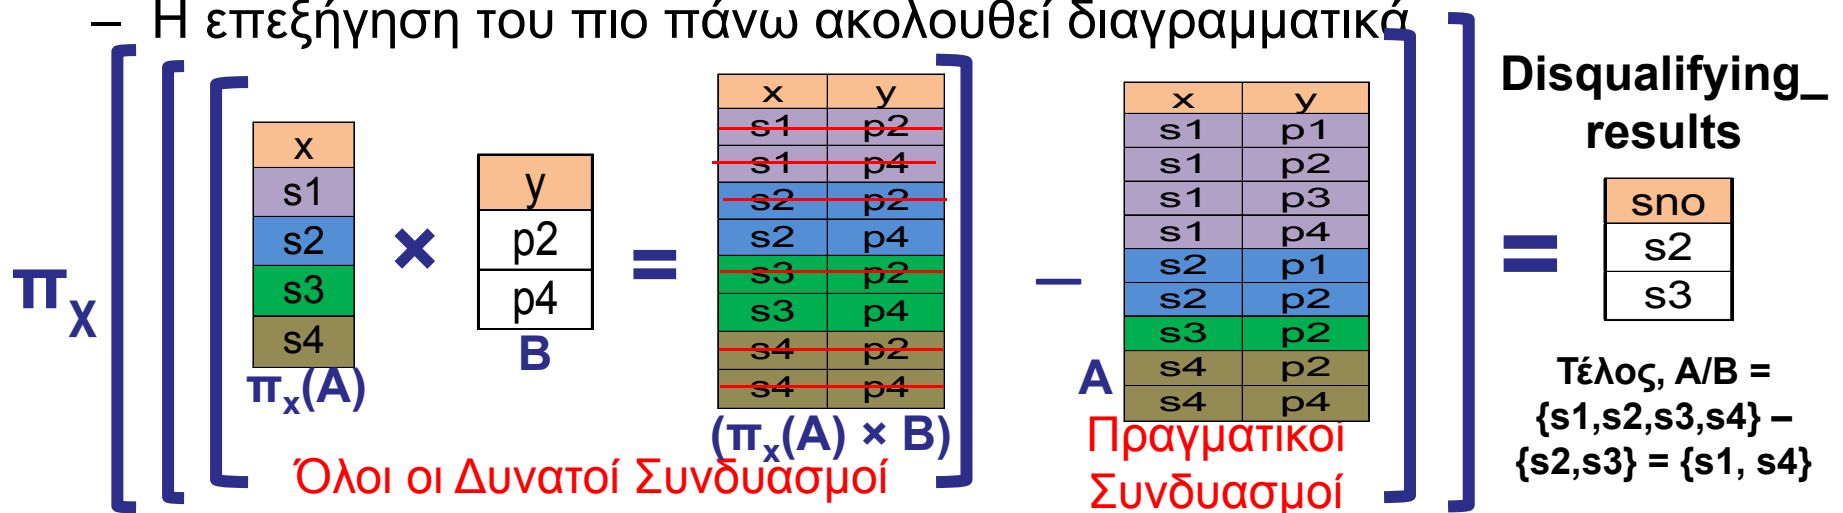 – Η επεξήγηση του πιο πάνω ακολουθεί διαγραμματικά
πx
x
s1
s2
s3
s4
πx(A)
×
y
p2
p4
B
=
x y
s1 p2
s1 p4
s2 p2
s2 p4
s3 p2
s3 p4
s4 p2
s4 p4
(πx(A) × B)
Όλοι οι Δυνατοί Συνδυασμοί
–
A
x y
s1 p1
s1 p2
s1 p3
s1 p4
s2 p1
s2 p2
s3 p2
s4 p2
s4 p4
Πραγματικοί
Συνδυασμοί
=
Disqualifying_
results
sno
s2
s3
Τέλος, A/B =
{s1,s2,s3,s4} –
{s2,s3} = {s1, s4}